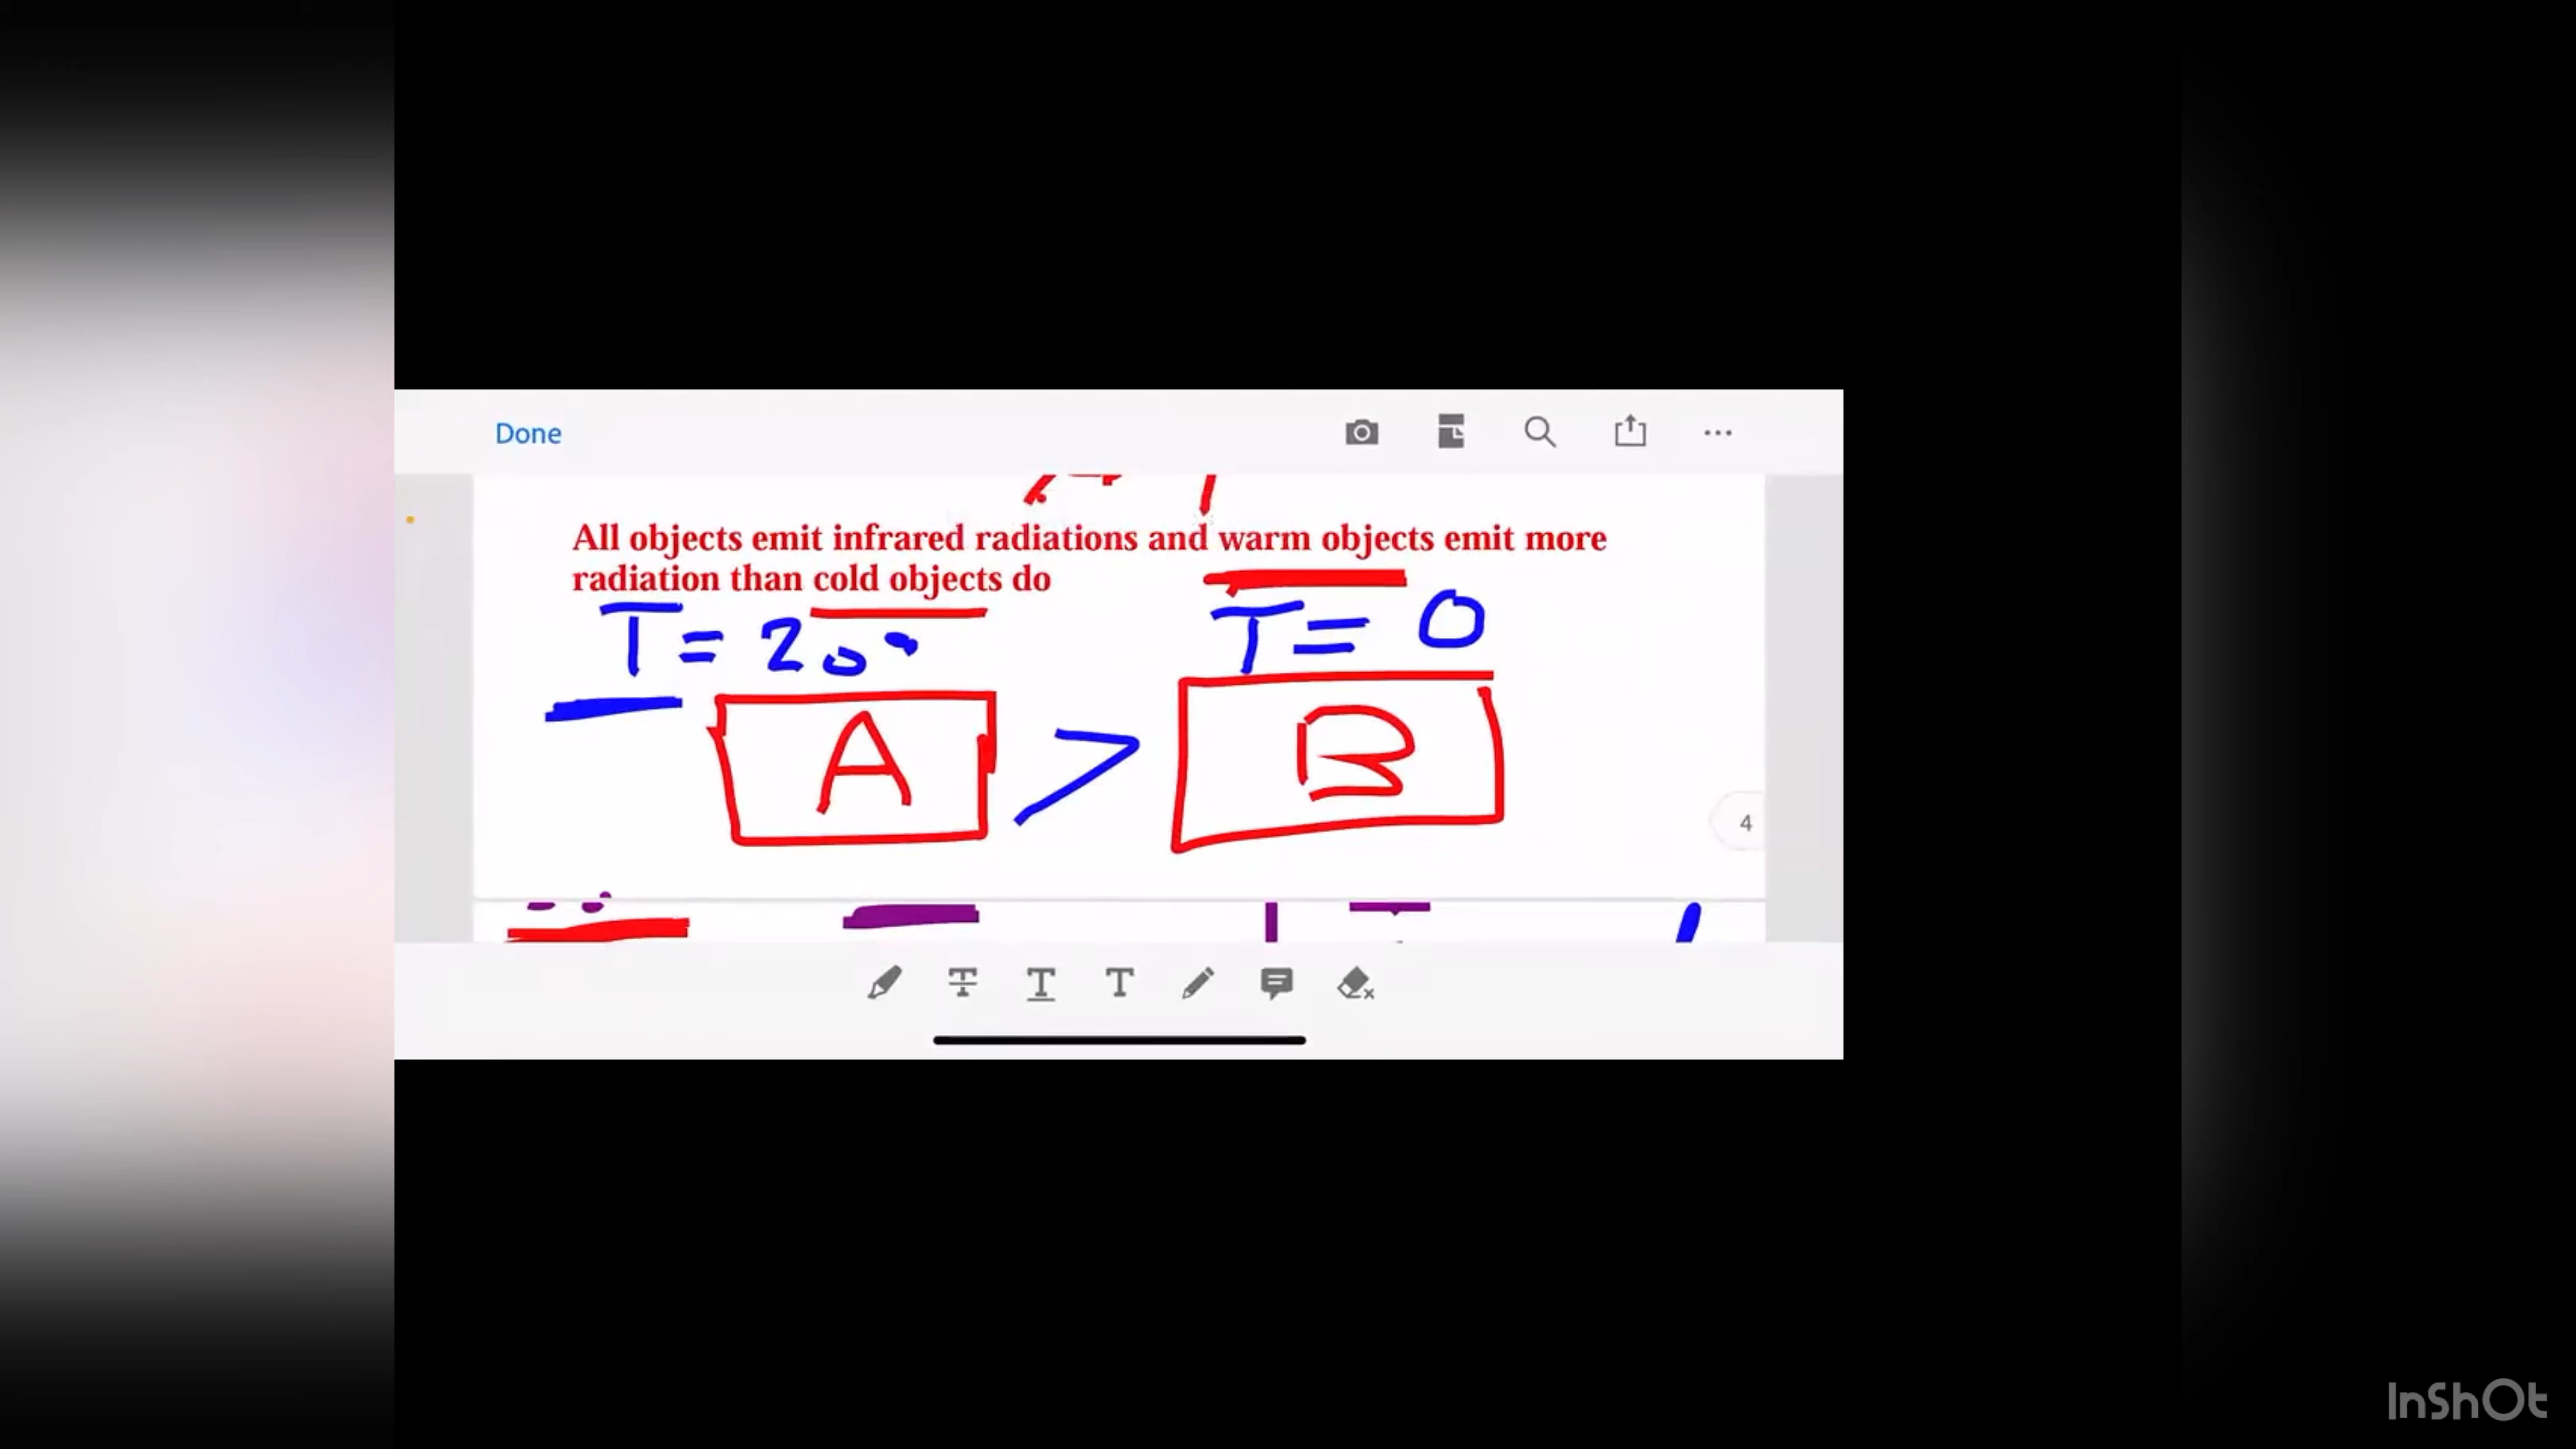 Done
All objects emit infrared radiations and warm objects emit more
radiation than cold objects do
T = 20° T = 0
A > B
4
InShOt